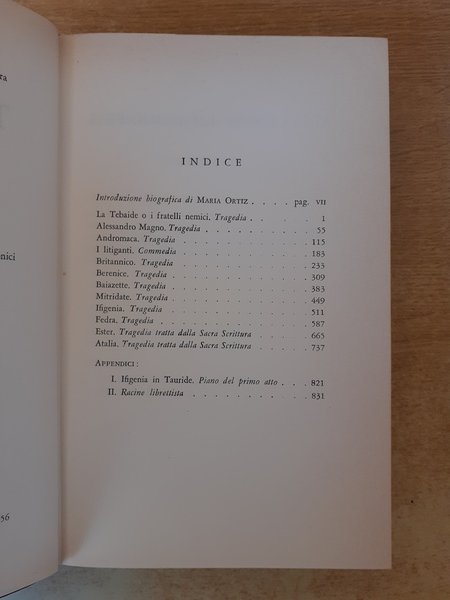 ra
onici
56
INDICE
Introduzione biografica di MARIA ORTIZ . . . . pag. VII
La Tebaide o i fratelli nemici. Tragedia . . . . . . 1
Alessandro Magno. Tragedia . . . . . . . . . . 55
Andromaca. Tragedia . . . . . . . . . . . . 115
I litiganti. Commedia . . . . . . . . . . . . 183
Britannico. Tragedia . . . . . . . . . . . . 233
Berenice. Tragedia . . . . . . . . . . . . . 309
Baiazette. Tragedia . . . . . . . . . . . . . 383
Mitridate. Tragedia . . . . . . . . . . . . . 449
Ifigenia. Tragedia . . . . . . . . . . . . . 511
Fedra. Tragedia . . . . . . . . . . . . . . 587
Ester. Tragedia tratta dalla Sacra Scrittura . . . . . 665
Atalia. Tragedia tratta dalla Sacra Scrittura . . . . . 737
APPENDICI:
I. Ifigenia in Tauride. Piano del primo atto . . . . 821
II. Racine librettista . . . . . . . . . . . 831